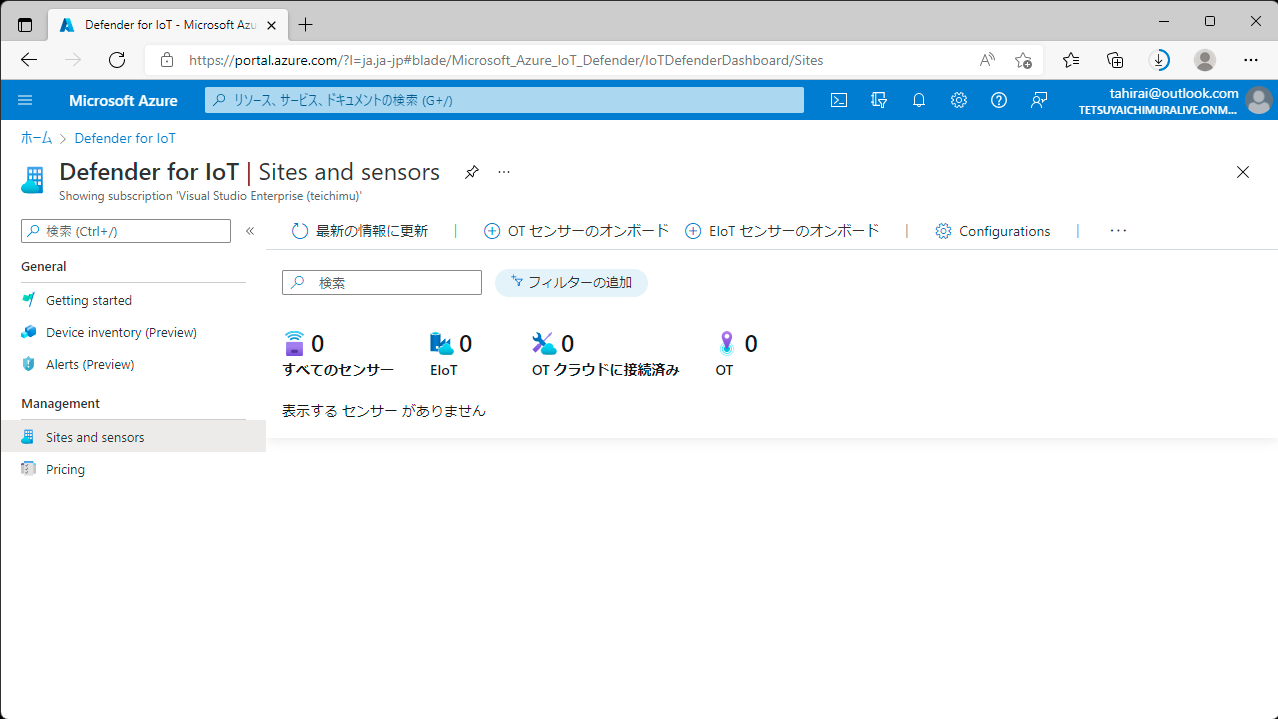 Defender for IoT - Microsoft Azu
https://portal.azure.com/?l=ja.ja-jp#blade/Microsoft_Azure_IoT_Defender/IoTDefenderDashboard/Sites
Microsoft Azure
リソース、サービス、ドキュメントの検索 (G+/)
tahirai@outlook.com
TETSUYAICHIMURALIVE.ONM...
ホーム > Defender for IoT
Defender for IoT | Sites and sensors
Showing subscription 'Visual Studio Enterprise (teichimu)'
検索 (Ctrl+/)
General
Getting started
Device inventory (Preview)
Alerts (Preview)
Management
Sites and sensors
Pricing
最新の情報に更新
OT センサーのオンボード
EIoT センサーのオンボード
Configurations
検索
フィルターの追加
0
すべてのセンサー
0
EIoT
0
OT クラウドに接続済み
0
OT
表示する センサー がありません